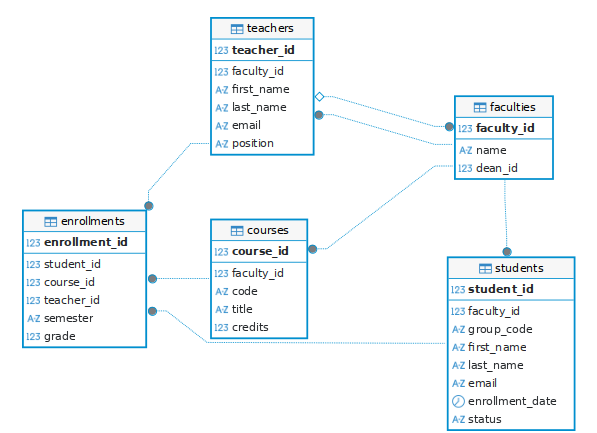 teachers
123 teacher_id
123 faculty_id
A-Z first_name
A-Z last_name
A-Z email
A-Z position
faculties
123 faculty_id
A-Z name
123 dean_id
enrollments
123 enrollment_id
123 student_id
123 course_id
123 teacher_id
A-Z semester
123 grade
courses
123 course_id
123 faculty_id
A-Z code
A-Z title
123 credits
students
123 student_id
123 faculty_id
A-Z group_code
A-Z first_name
A-Z last_name
A-Z email
enrollment_date
A-Z status